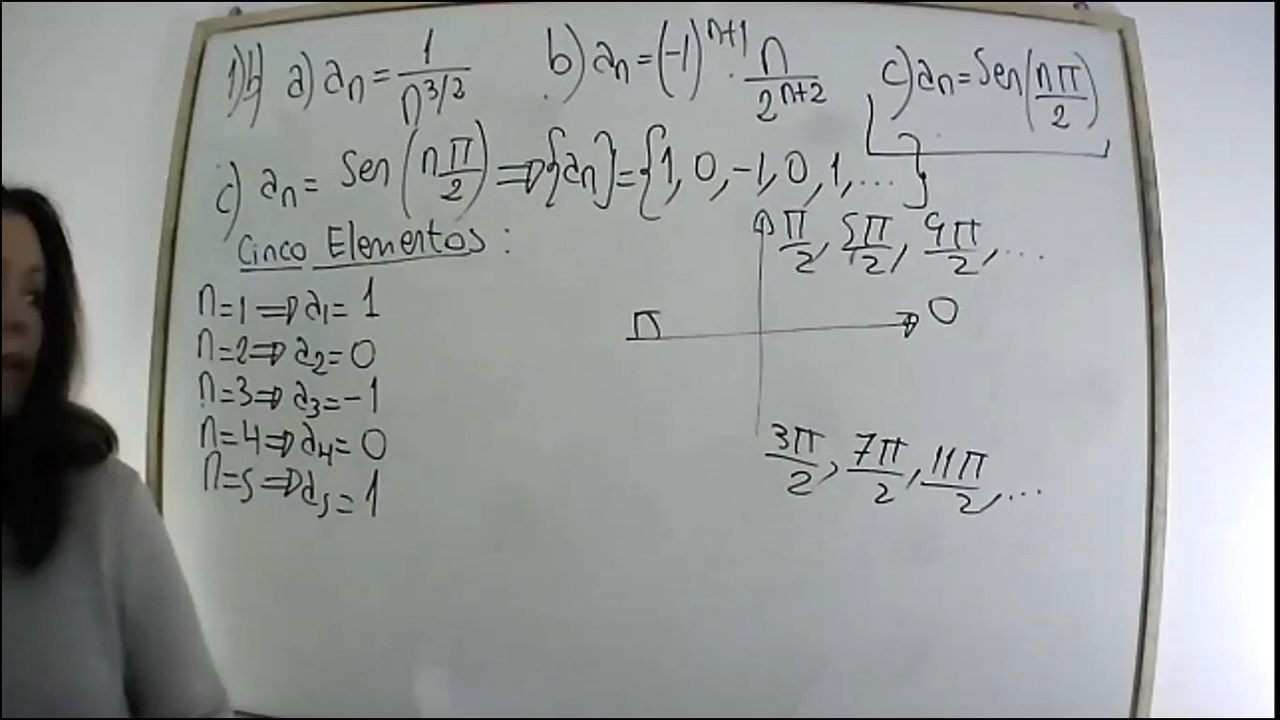 1)b) a) an = 1/n^3/2 b) an = (-1)^n+1 · n/2^n+2 c) an = Sen(nπ/2)
c) an = Sen(nπ/2) ⇒ {an} = {1, 0, -1, 0, 1, ...}
Cinco Elementos:
n=1 ⇒ a1 = 1
n=2 ⇒ a2 = 0
n=3 ⇒ a3 = -1
n=4 ⇒ a4 = 0
n=5 ⇒ a5 = 1
π/2, 5π/2, 9π/2, ...
π 0
3π/2, 7π/2, 11π/2, ...